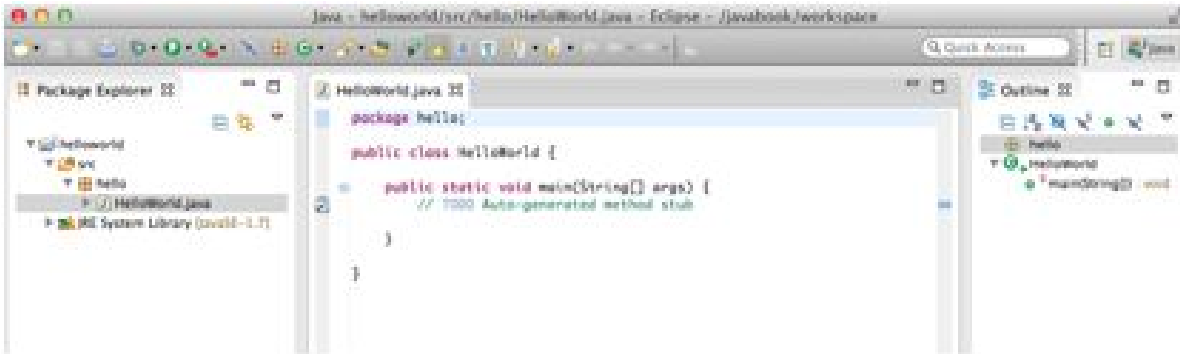 Java - helloworld/src/hello/HelloWorld.java - Eclipse - /javabook/workspace
Quick Access
Java
Package Explorer
helloworld
src
hello
HelloWorld.java
JRE System Library [JavaSE-1.7]
HelloWorld.java
package hello;
public class HelloWorld {
public static void main(String[] args) {
// TODO Auto-generated method stub
}
}
Outline
hello
HelloWorld
main(String[]) : void